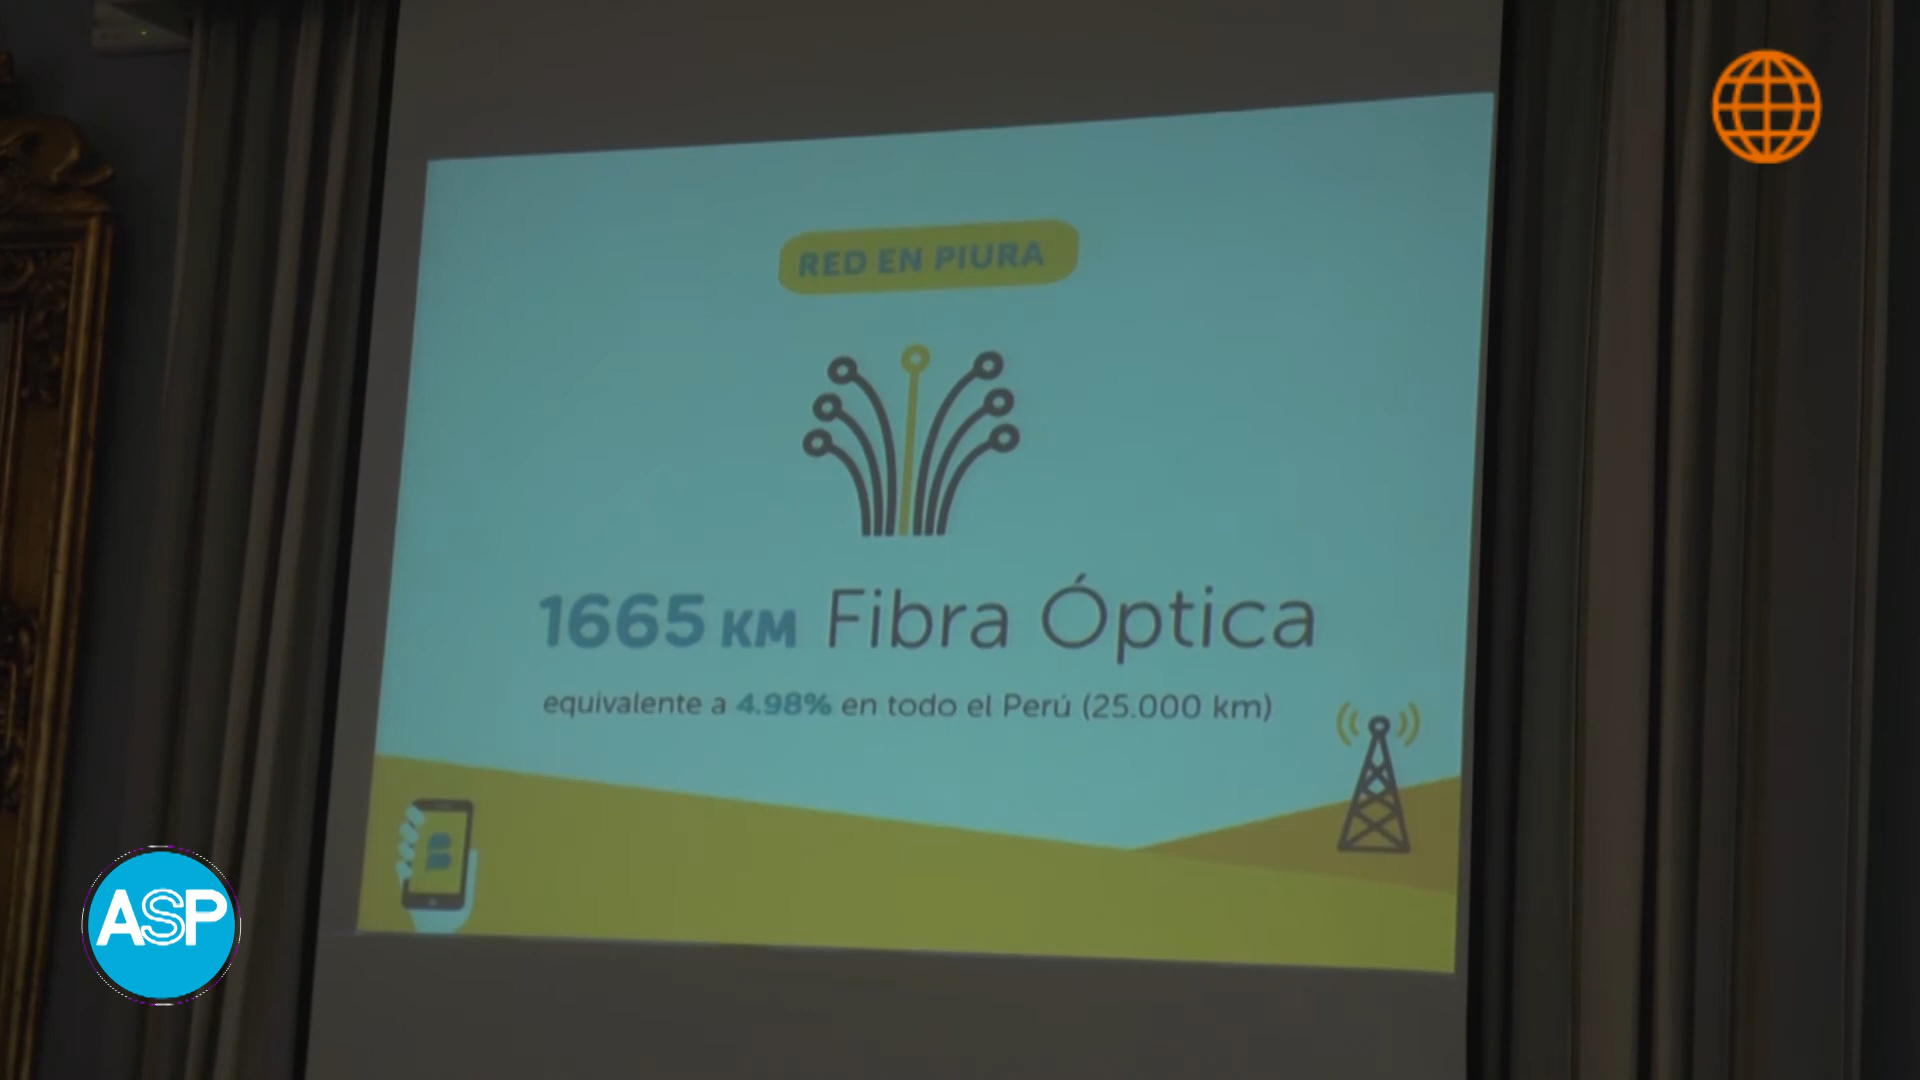 RED EN PIURA
1665 KM Fibra Óptica
equivalente a 4.98% en todo el Perú (25.000 km)
B
ASP